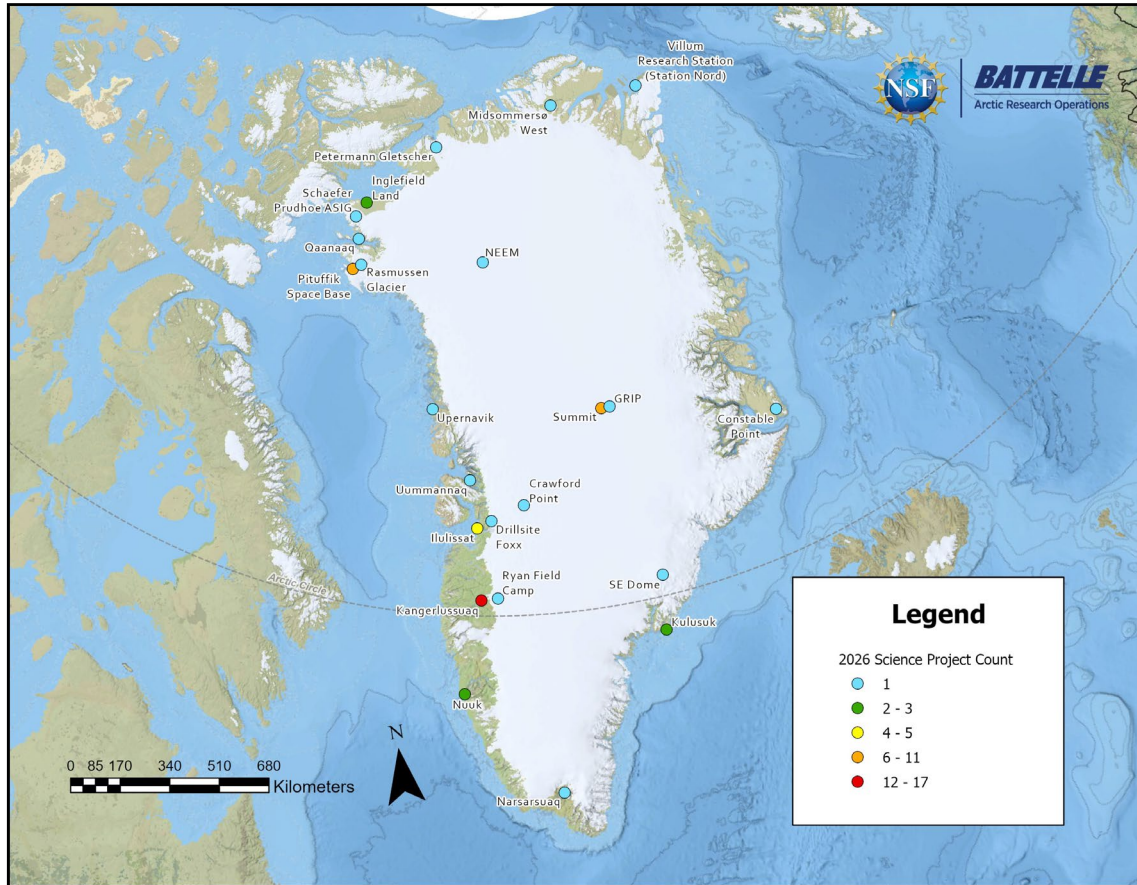 Villum
Research Station
(Station Nord)
NSF
BATTELLE
Arctic Research Operations
Midsommersø
West
Petermann Gletscher
Inglefield
Land
Schaefer
Prudhoe ASIG
Qaanaaq
NEEM
Rasmussen
Glacier
Pituffik
Space Base
Upernavik
GRIP
Summit
Constable
Point
Uummannaq
Crawford
Point
Ilulissat
Drillsite
Foxx
Ryan Field
Camp
SE Dome
Arctic Circle
Kangerlussuaq
Kulusuk
Nuuk
N
0 85 170 340 510 680
Kilometers
Narsarsuaq
Legend
2026 Science Project Count
1
2 - 3
4 - 5
6 - 11
12 - 17